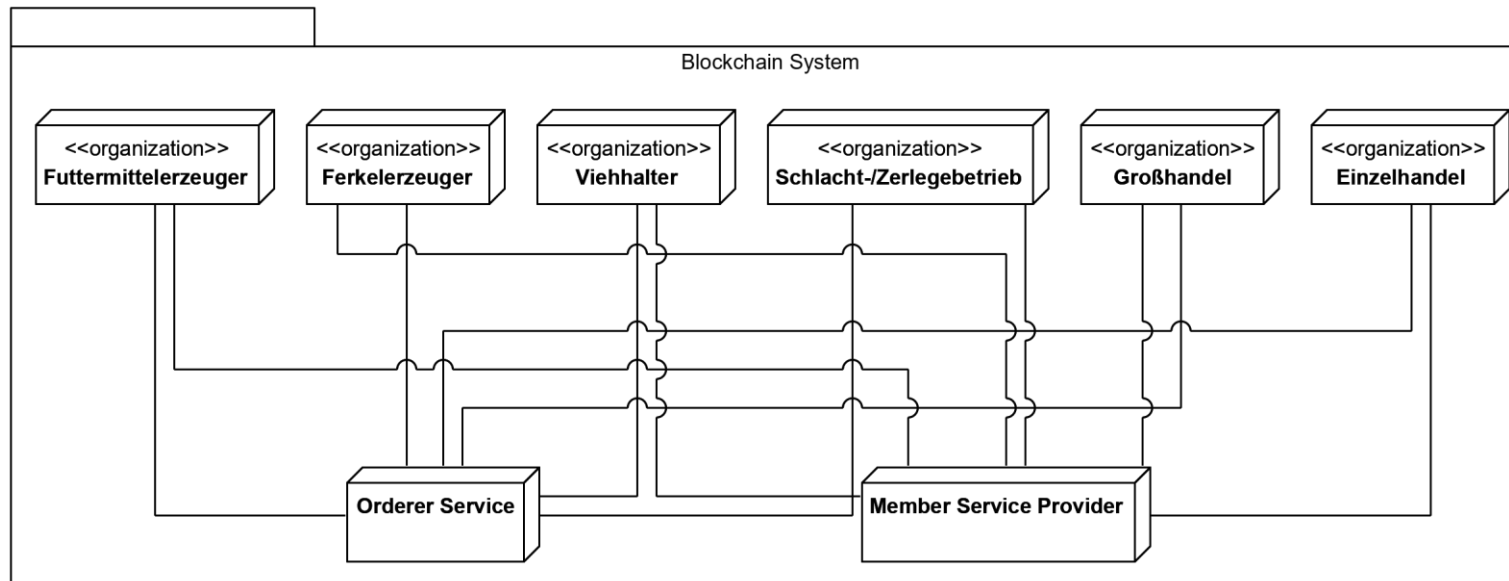 Blockchain System
<<organization>>
Futtermittelerzeuger
<<organization>>
Ferkelerzeuger
<<organization>>
Viehhalter
<<organization>>
Schlacht-/Zerlegebetrieb
<<organization>>
Großhandel
<<organization>>
Einzelhandel
Orderer Service
Member Service Provider